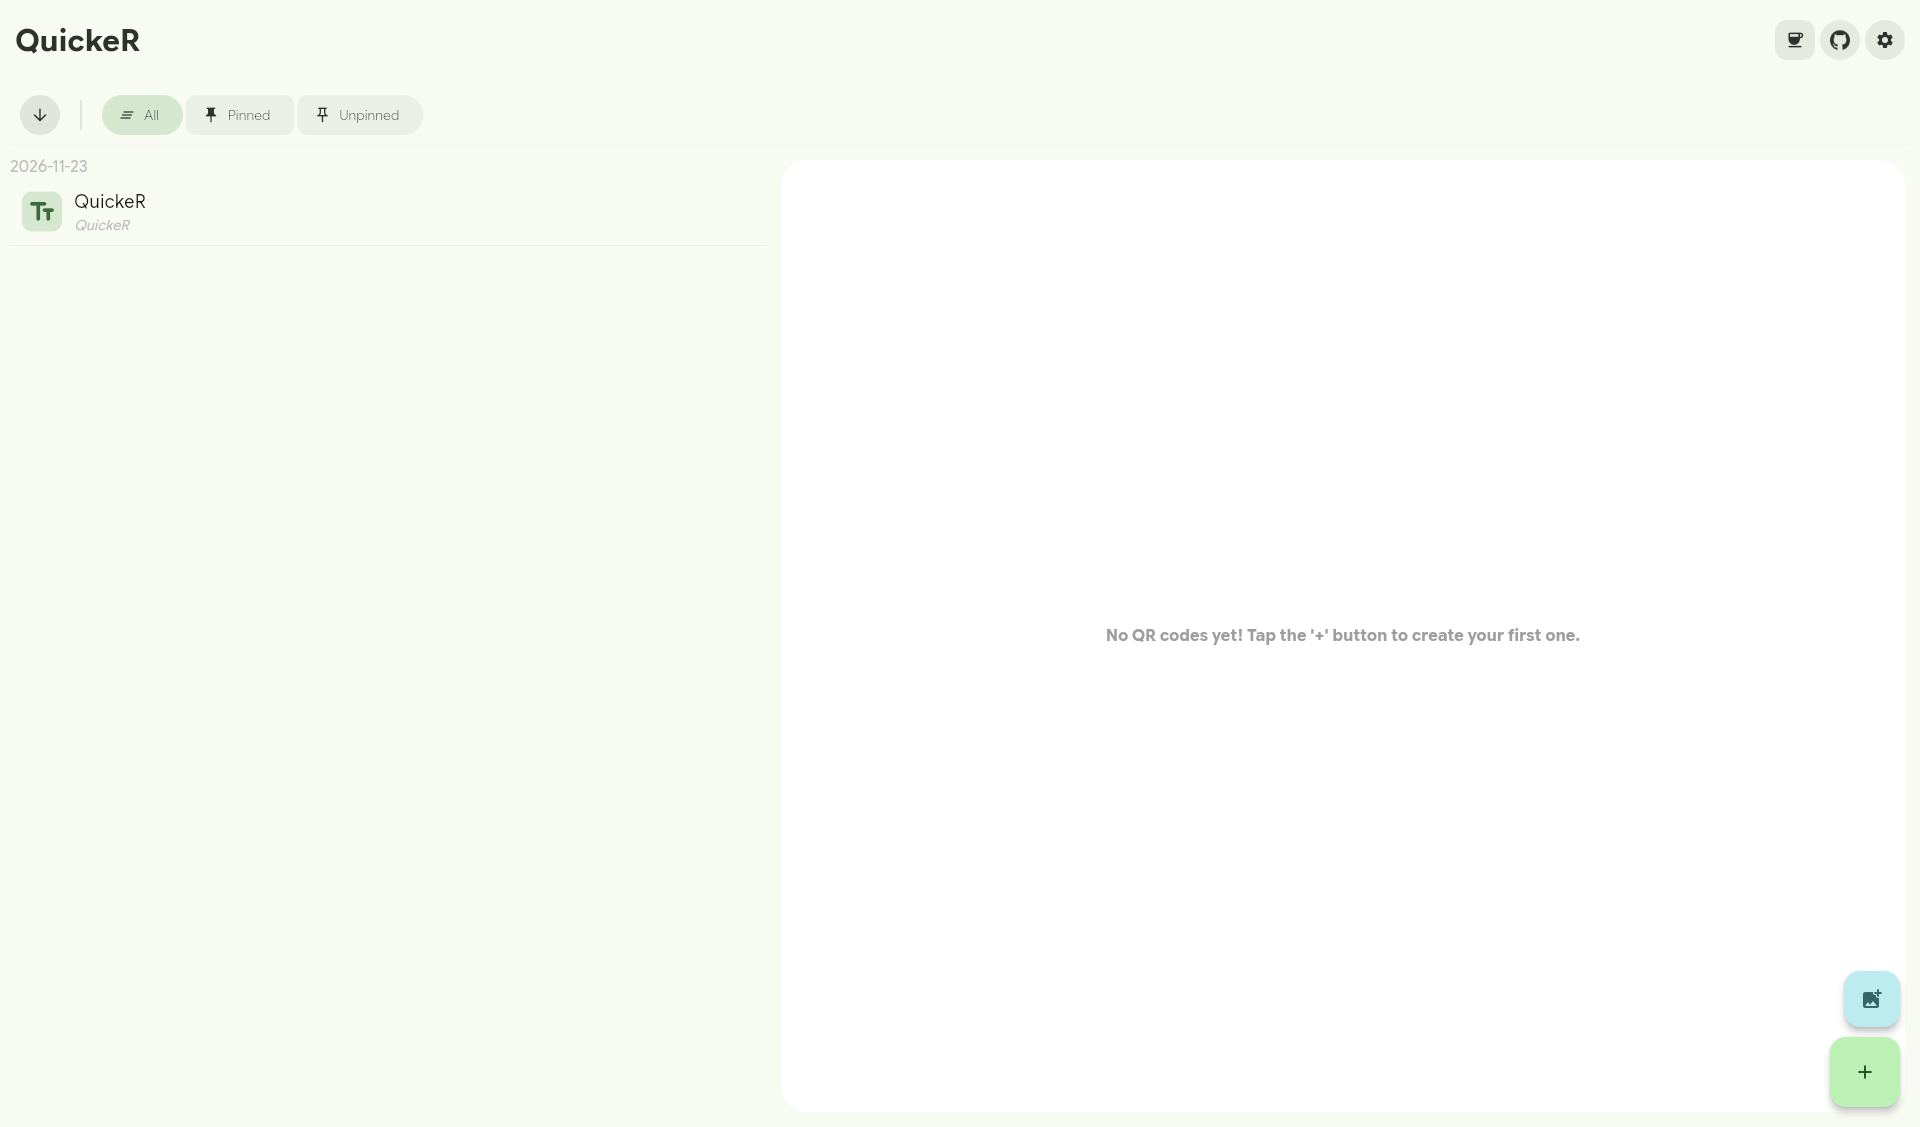 QuickeR
All
Pinned
Unpinned
2026-11-23
Tт
QuickeR
QuickeR
No QR codes yet! Tap the '+' button to create your first one.